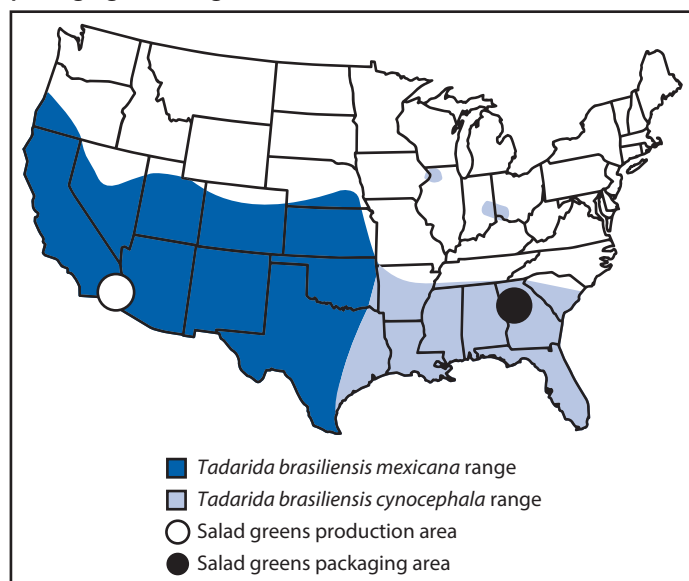 Tadarida brasiliensis mexicana range
Tadarida brasiliensis cynocephala range
Salad greens production area
Salad greens packaging area